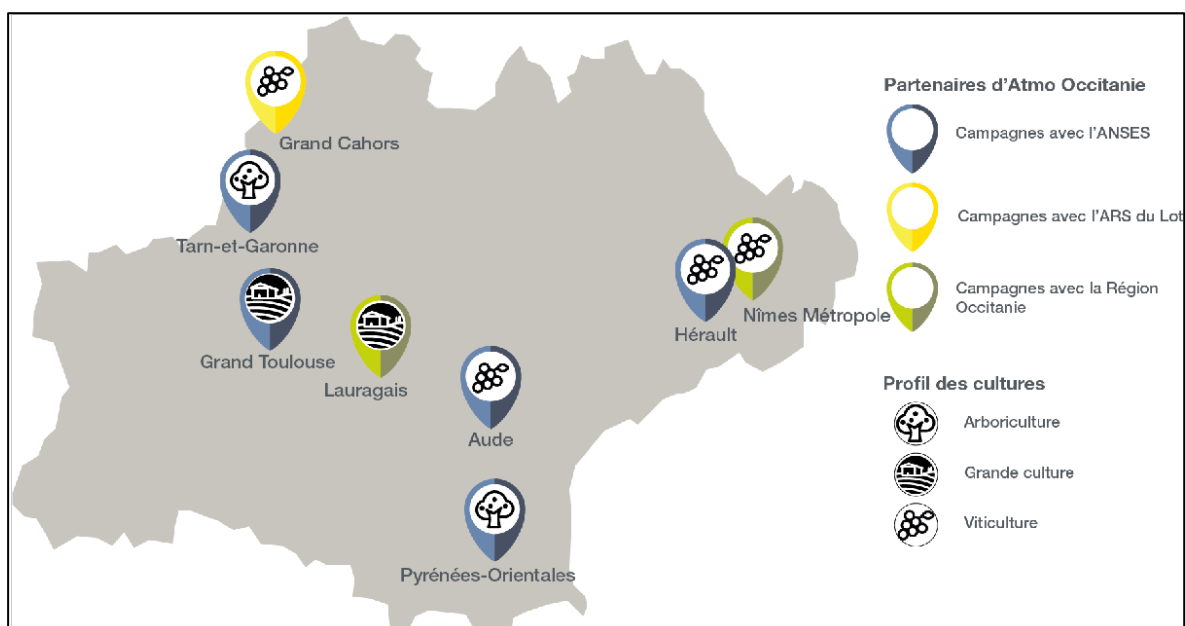 Grand Cahors
Tarn-et-Garonne
Grand Toulouse
Lauragais
Aude
Pyrénées-Orientales
Hérault
Nîmes Métropole
Partenaires d'Atmo Occitanie
Campagnes avec l'ANSES
Campagnes avec l'ARS du Lot
Campagnes avec la Région
Occitanie
Profil des cultures
Arboriculture
Grande culture
Viticulture